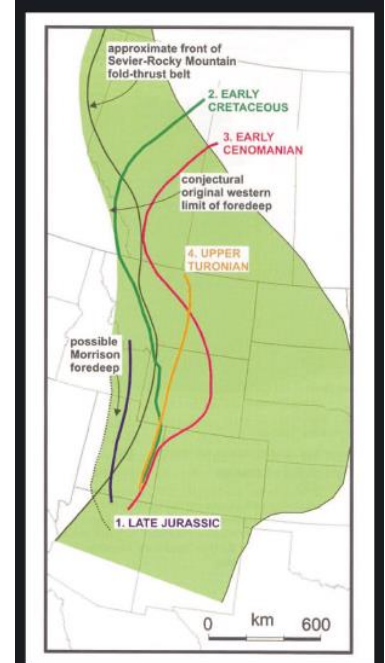 approximate front of
Sevier-Rocky Mountain
fold-thrust belt
2. EARLY
CRETACEOUS
3. EARLY
CENOMANIAN
conjectural
original western
limit of foredeep
4. UPPER
TURONIAN
possible
Morrison
foredeep
1. LATE JURASSIC
0 km 600